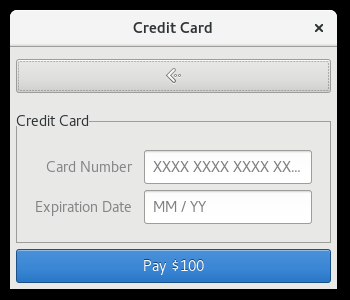 Credit Card
Credit Card
Card Number XXXX XXXX XXXX XX...
Expiration Date MM / YY
Pay $100